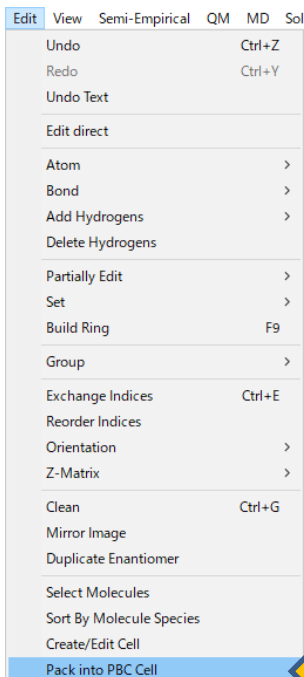 Edit View Semi-Empirical QM MD Sol
Undo Ctrl+Z
Redo Ctrl+Y
Undo Text
Edit direct
Atom >
Bond >
Add Hydrogens >
Delete Hydrogens
Partially Edit >
Set >
Build Ring F9
Group >
Exchange Indices Ctrl+E
Reorder Indices
Orientation >
Z-Matrix >
Clean Ctrl+G
Mirror Image
Duplicate Enantiomer
Select Molecules
Sort By Molecule Species
Create/Edit Cell
Pack into PBC Cell